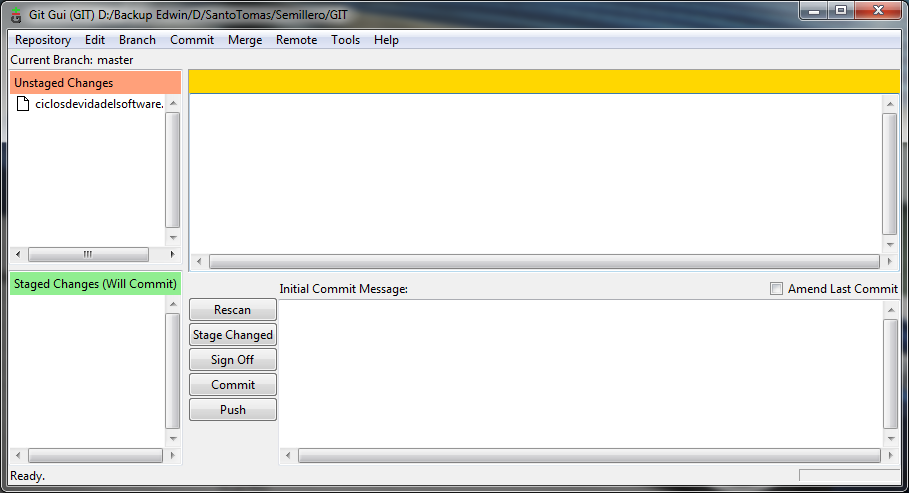 Git Gui (GIT) D:/Backup Edwin/D/SantoTomas/Semillero/GIT
Repository Edit Branch Commit Merge Remote Tools Help
Current Branch: master
Unstaged Changes
ciclosdevidadelsoftware.
Staged Changes (Will Commit)
Initial Commit Message:
Amend Last Commit
Rescan
Stage Changed
Sign Off
Commit
Push
Ready.